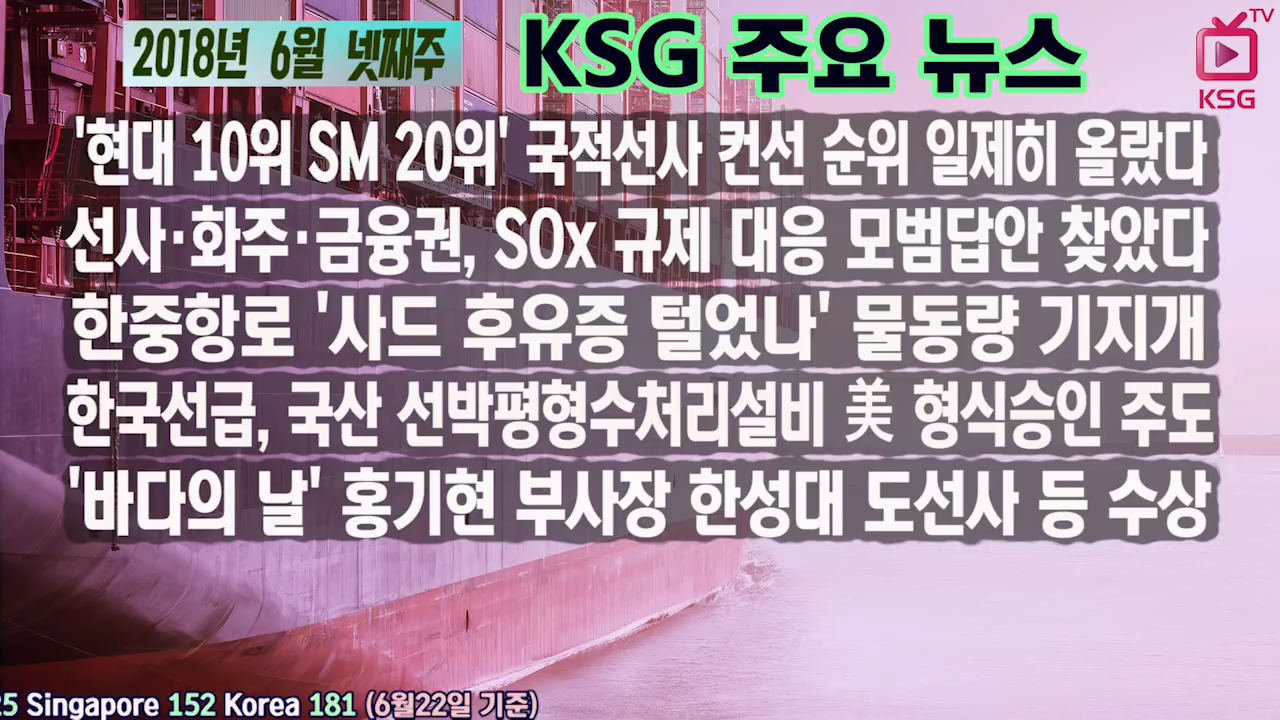 2018년 6월 넷째주
KSG 주요 뉴스
TV
KSG
'현대 10위 SM 20위' 국적선사 컨선 순위 일제히 올랐다
선사·화주·금융권, SOx 규제 대응 모범답안 찾았다
한중항로 '사드 후유증 털었나' 물동량 기지개
한국선급, 국산 선박평형수처리설비 美 형식승인 주도
'바다의 날' 홍기현 부사장 한성대 도선사 등 수상
25 Singapore 152 Korea 181 (6월22일 기준)